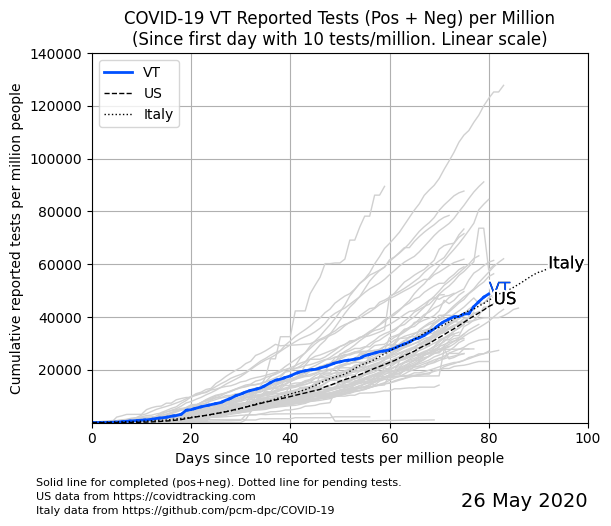 COVID-19 VT Reported Tests (Pos + Neg) per Million
(Since first day with 10 tests/million. Linear scale)
140000
120000
100000
80000
60000
40000
20000
Cumulative reported tests per million people
VT
US
Italy
Italy
VT
US
0
20
40
60
80
100
Days since 10 reported tests per million people
Solid line for completed (pos+neg). Dotted line for pending tests.
US data from https://covidtracking.com
Italy data from https://github.com/pcm-dpc/COVID-19
26 May 2020